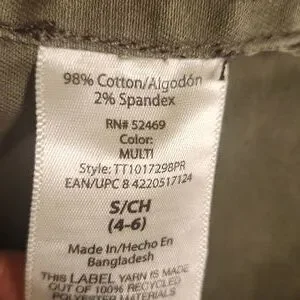 98% Cotton/Algodón
2% Spandex
RN# 52469
Color:
MULTI
Style: TT1017298PR
EAN/UPC 8 4220517124
S/CH
(4-6)
Made In/Hecho En
Bangladesh
THIS LABEL YARN IS MADE
OUT OF 100% RECYCLED
POLYESTER MATERIALS